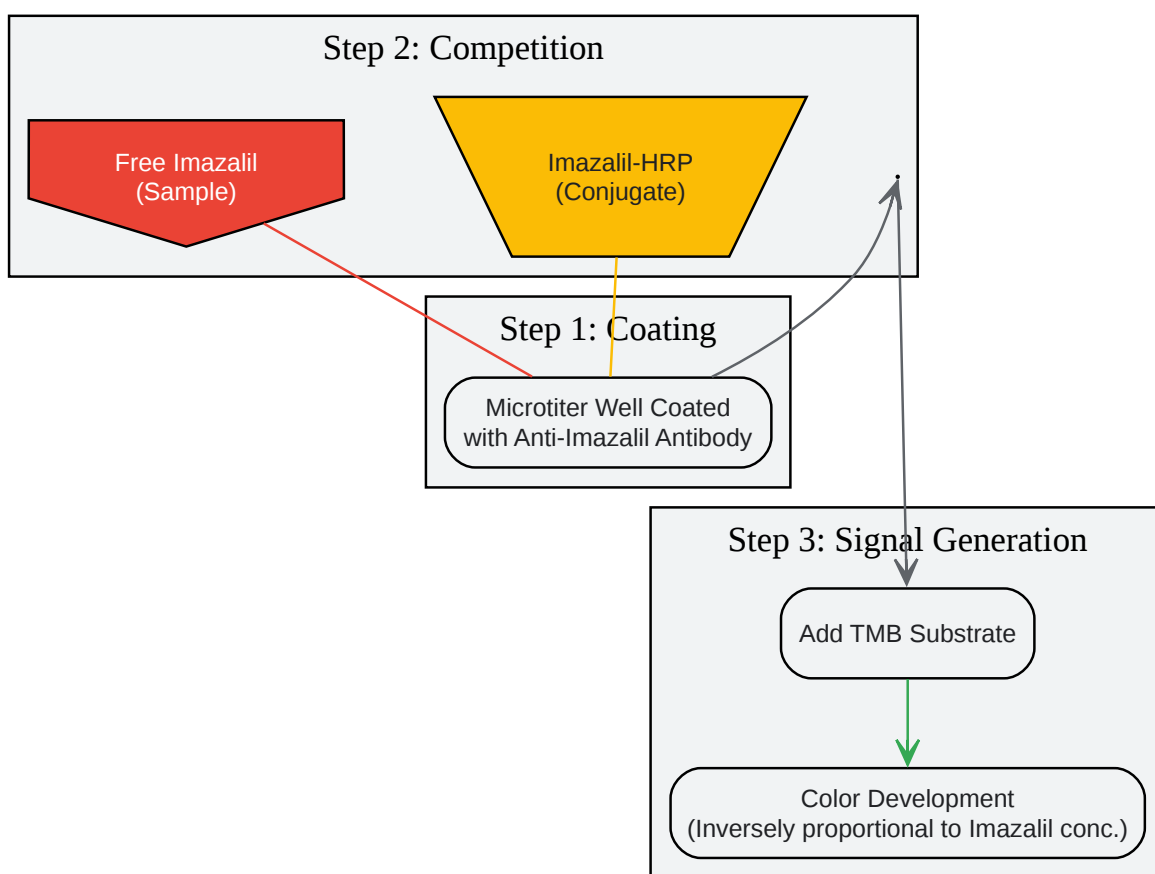 Step 2: Competition
Free Imazalil
(Sample)
Imazalil-HRP
(Conjugate)
Step 1: Coating
Microtiter Well Coated
with Anti-Imazalil Antibody
Step 3: Signal Generation
Add TMB Substrate
Color Development
(Inversely proportional to Imazalil conc.)